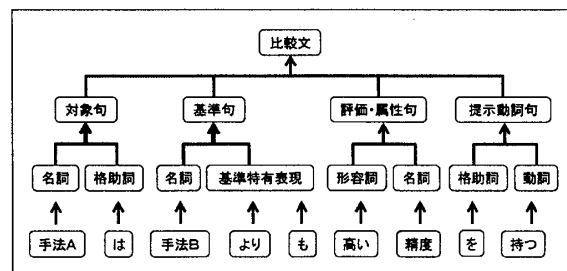 比較文
対象句 基準句 評価・属性句 提示動詞句
名詞 格助詞 名詞 基準特有表現 形容詞 名詞 格助詞 動詞
手法A は 手法B より も 高い 精度 を 持つ